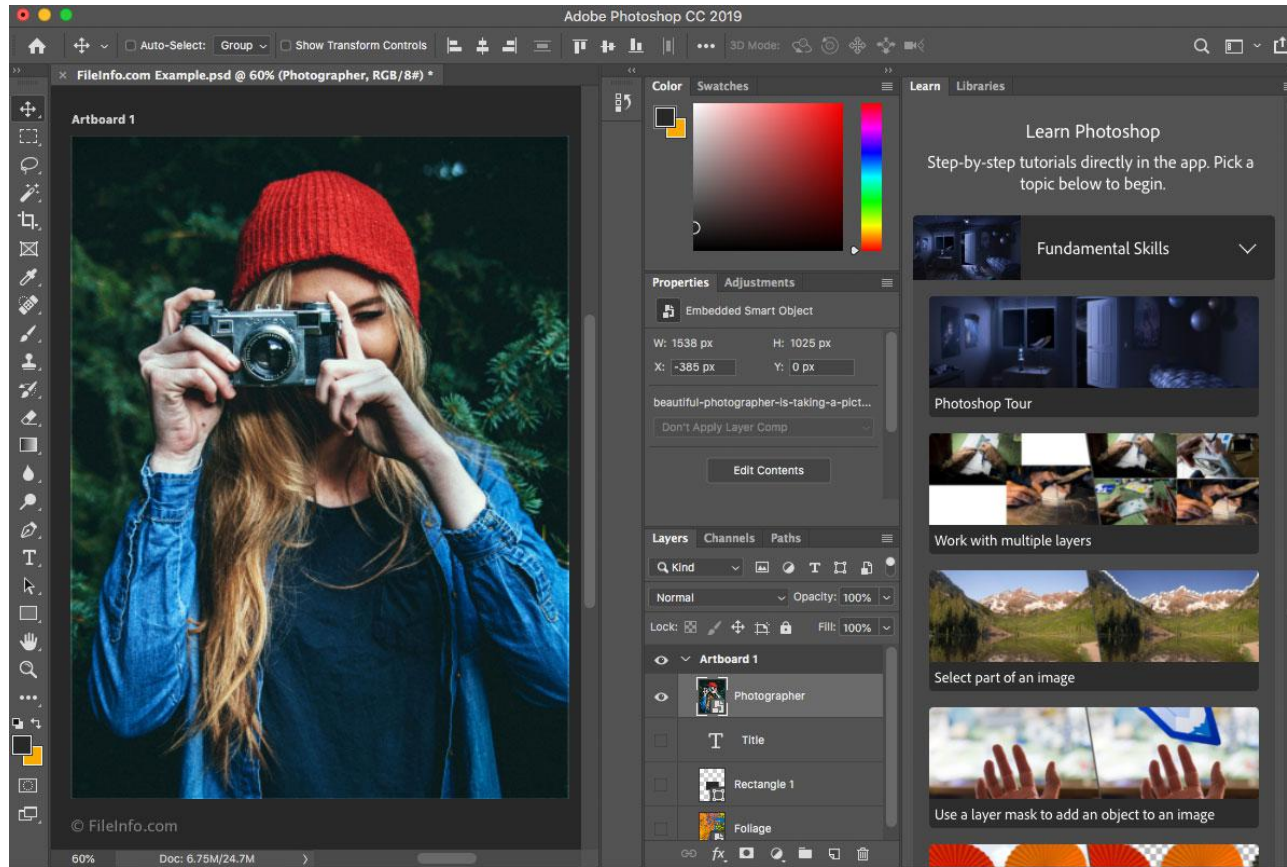 Adobe Photoshop CC 2019
Auto-Select: Group Show Transform Controls 3D Mode:
× FileInfo.com Example.psd @ 60% (Photographer, RGB/8#) *
Artboard 1
© FileInfo.com
60% Doc: 6.75M/24.7M
Color Swatches
Properties Adjustments
Embedded Smart Object
W: 1538 px H: 1025 px
X: -385 px Y: 0 px
beautiful-photographer-is-taking-a-pict...
Don't Apply Layer Comp
Edit Contents
Layers Channels Paths
Kind
Normal Opacity: 100%
Lock: Fill: 100%
Artboard 1
Photographer
T Title
Rectangle 1
Foliage
fx
Learn Libraries
Learn Photoshop
Step-by-step tutorials directly in the app. Pick a
topic below to begin.
Fundamental Skills
Photoshop Tour
Work with multiple layers
Select part of an image
Use a layer mask to add an object to an image